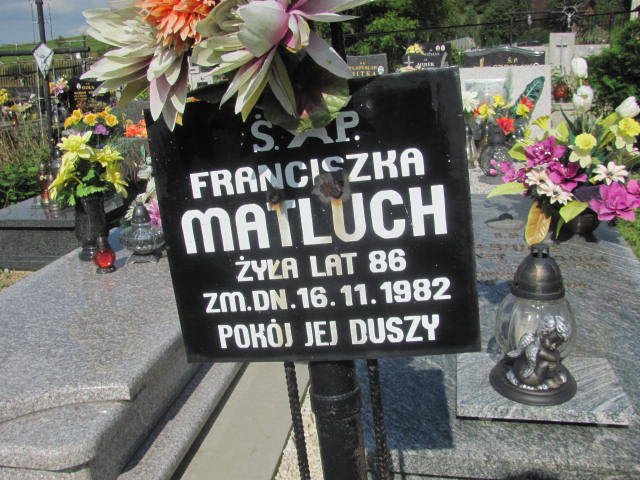 Ś. P.
FRANCISZKA
MATLUCH
ŻYŁA LAT 86
ZM. DN. 16. 11. 1982
POKÓJ JEJ DUSZY